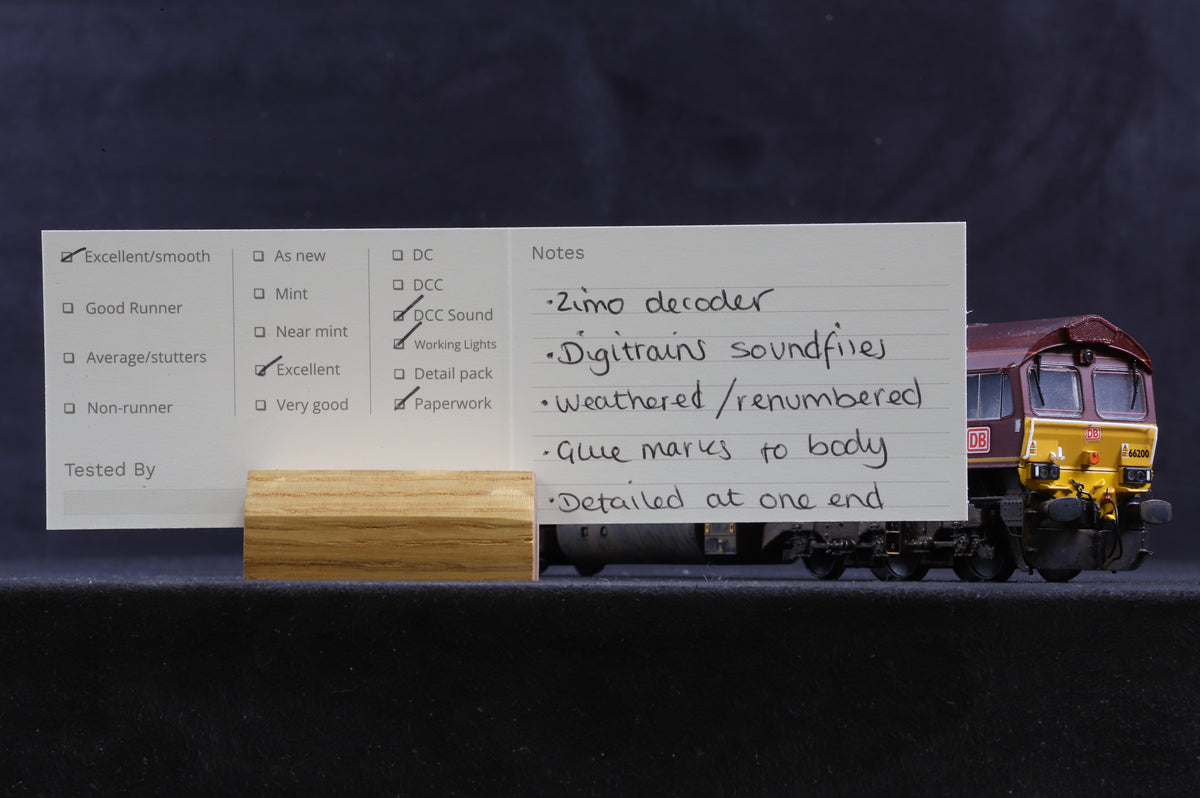 Excellent/smooth
Good Runner
Average/stutters
Non-runner
Tested By
As new
Mint
Near mint
Excellent
Very good
DC
DCC
DCC Sound
Working Lights
Detail pack
Paperwork
Notes
·Zimo decoder
·Digitrains soundfiles
·Weathered/renumbered
·Glue marks to body
·Detailed at one end
DB
DB
66200